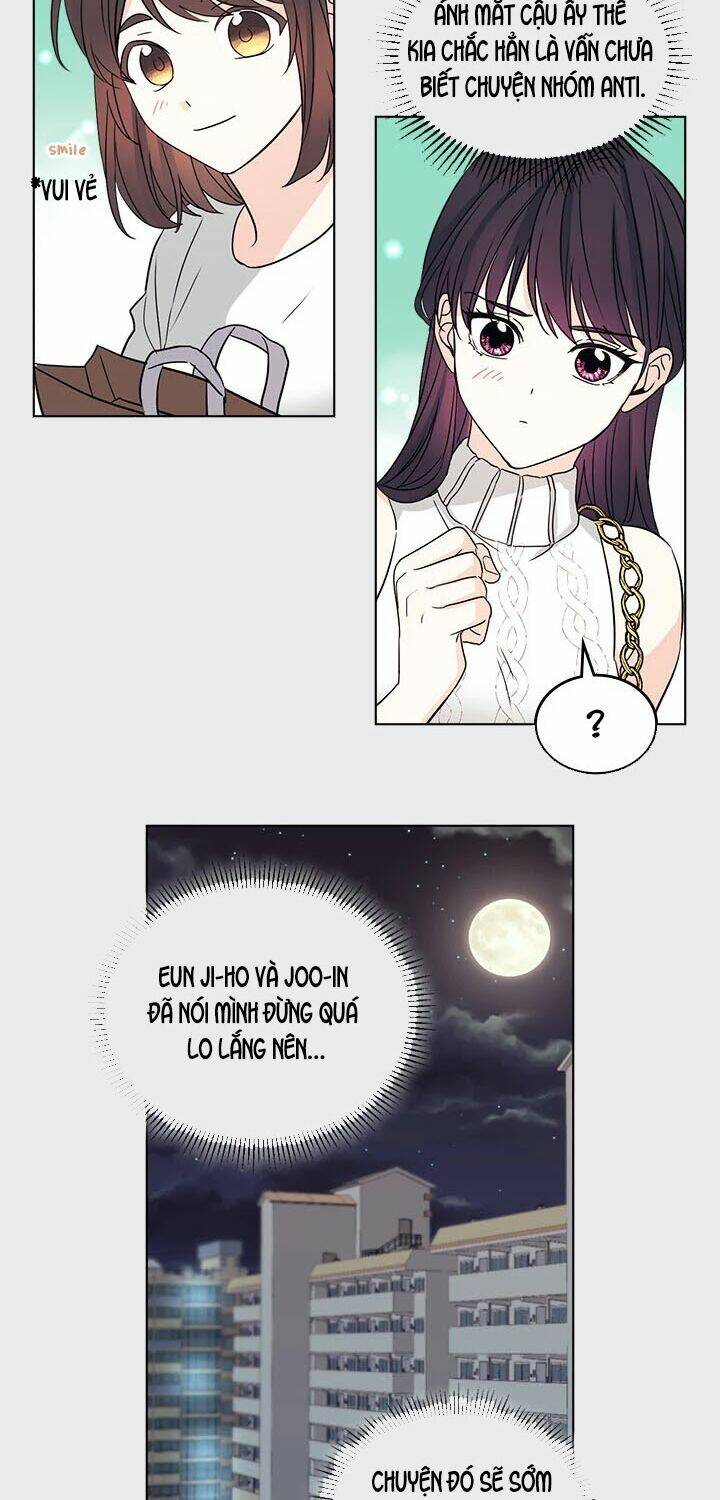 ÁNH MẮT CẬU ẤY THẾ
KIA CHẮC HẲN LÀ VẪN CHƯA
BIẾT CHUYỆN NHÓM ANTI.
smile
*VUI VẺ
?
EUN JI-HO VÀ JOO-IN
ĐÃ NÓI MÌNH ĐỪNG QUÁ
LO LẮNG NÊN...
CHUYỆN ĐÓ SẼ SỚM